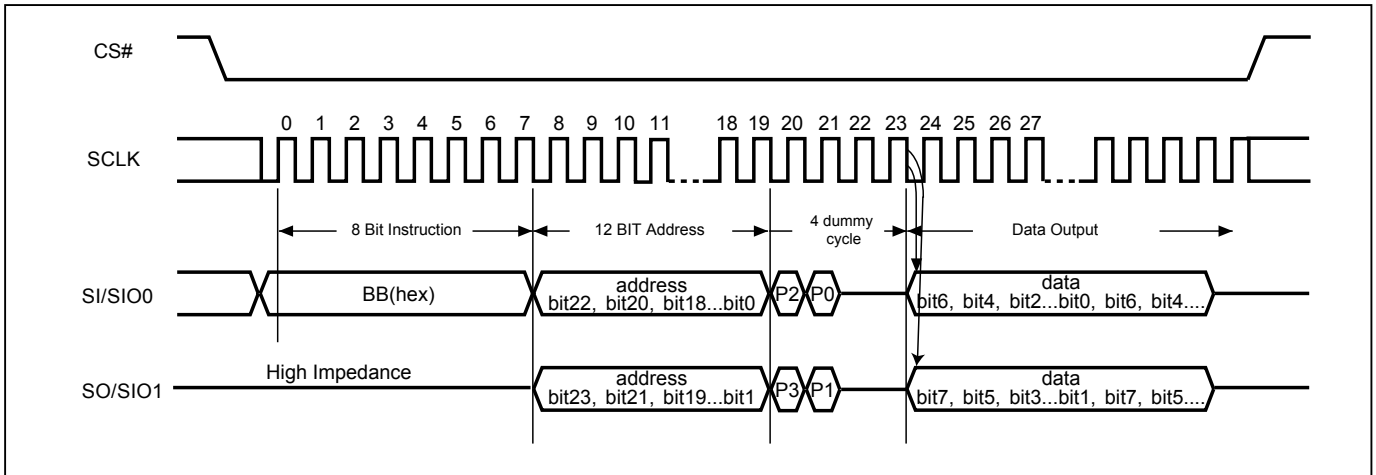 CS#
0 1 2 3 4 5 6 7 8 9 10 11 18 19 20 21 22 23 24 25 26 27
SCLK
8 Bit Instruction
12 BIT Address
4 dummy
cycle
Data Output
SI/SIO0
BB(hex)
address
bit22, bit20, bit18...bit0
P2
P0
data
bit6, bit4, bit2...bit0, bit6, bit4....
High Impedance
SO/SIO1
address
bit23, bit21, bit19...bit1
P3
P1
data
bit7, bit5, bit3...bit1, bit7, bit5....